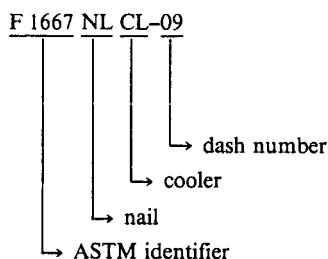 F 1667 NL CL-09
dash number
cooler
nail
ASTM identifier